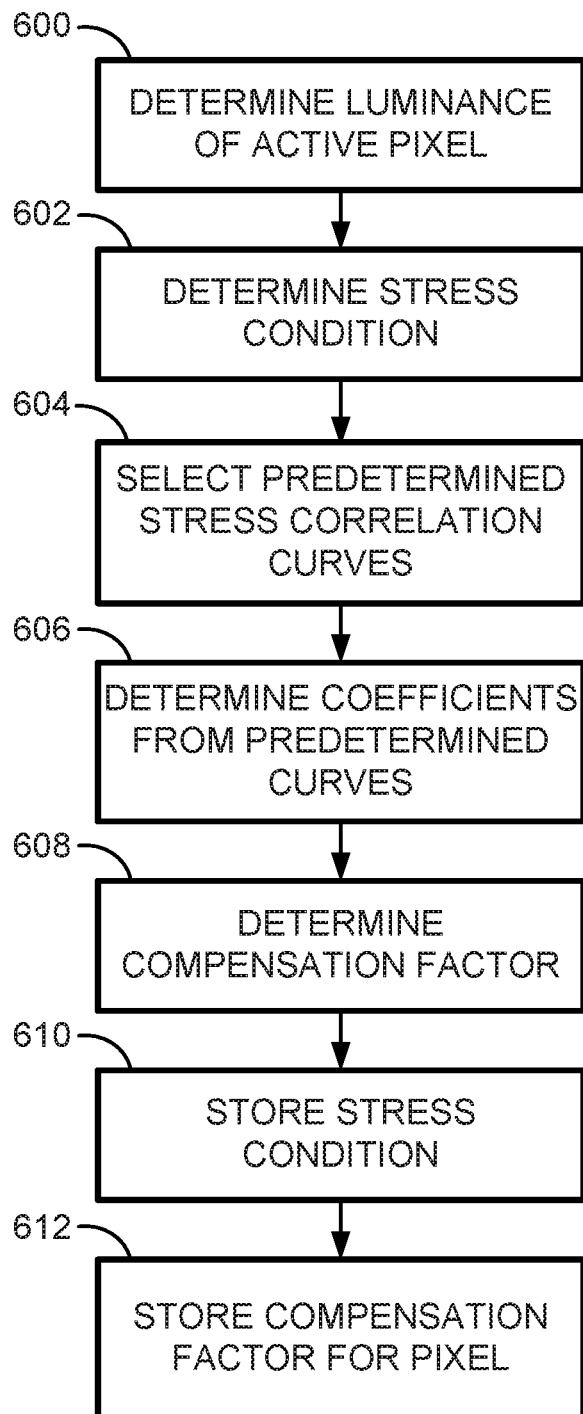 600
DETERMINE LUMINANCE
OF ACTIVE PIXEL
602
DETERMINE STRESS
CONDITION
604
SELECT PREDETERMINED
STRESS CORRELATION
CURVES
606
DETERMINE COEFFICIENTS
FROM PREDETERMINED
CURVES
608
DETERMINE
COMPENSATION FACTOR
610
STORE STRESS
CONDITION
612
STORE COMPENSATION
FACTOR FOR PIXEL